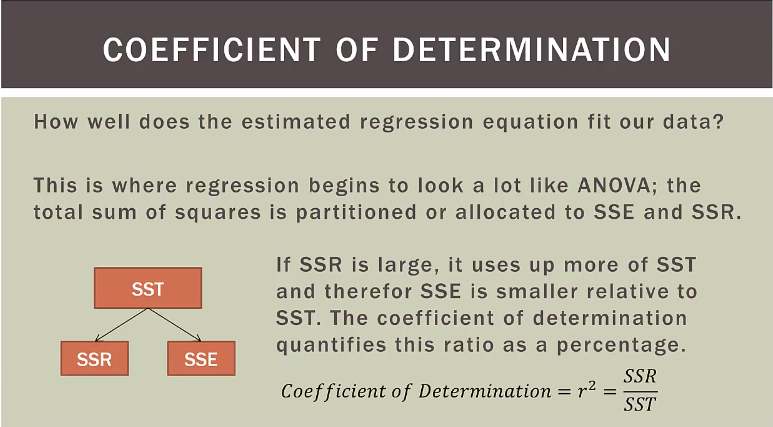 COEFFICIENT OF DETERMINATION
How well does the estimated regression equation fit our data?
This is where regression begins to look a lot like ANOVA; the
total sum of squares is partitioned or allocated to SSE and SSR.
If SSR is large, it uses up more of SST
and therefor SSE is smaller relative to
SST. The coefficient of determination
quantifies this ratio as a percentage.
SST
SSR SSE
Coefficient of Determination = r² = SSR/SST